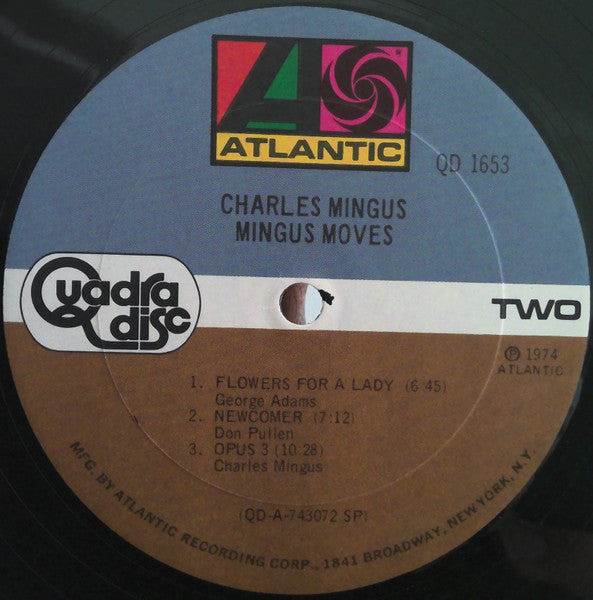 ATLANTIC
QD 1653
CHARLES MINGUS
MINGUS MOVES
Quadra
disc
TWO
Ⓟ 1974
ATLANTIC
1. FLOWERS FOR A LADY (6:45)
George Adams
2. NEWCOMER (7:12)
Don Pullen
3. OPUS 3 (10:28)
Charles Mingus
(QD-A-743072 SP)
MFG. BY ATLANTIC RECORDING CORP., 1841 BROADWAY, NEW YORK, N.Y.